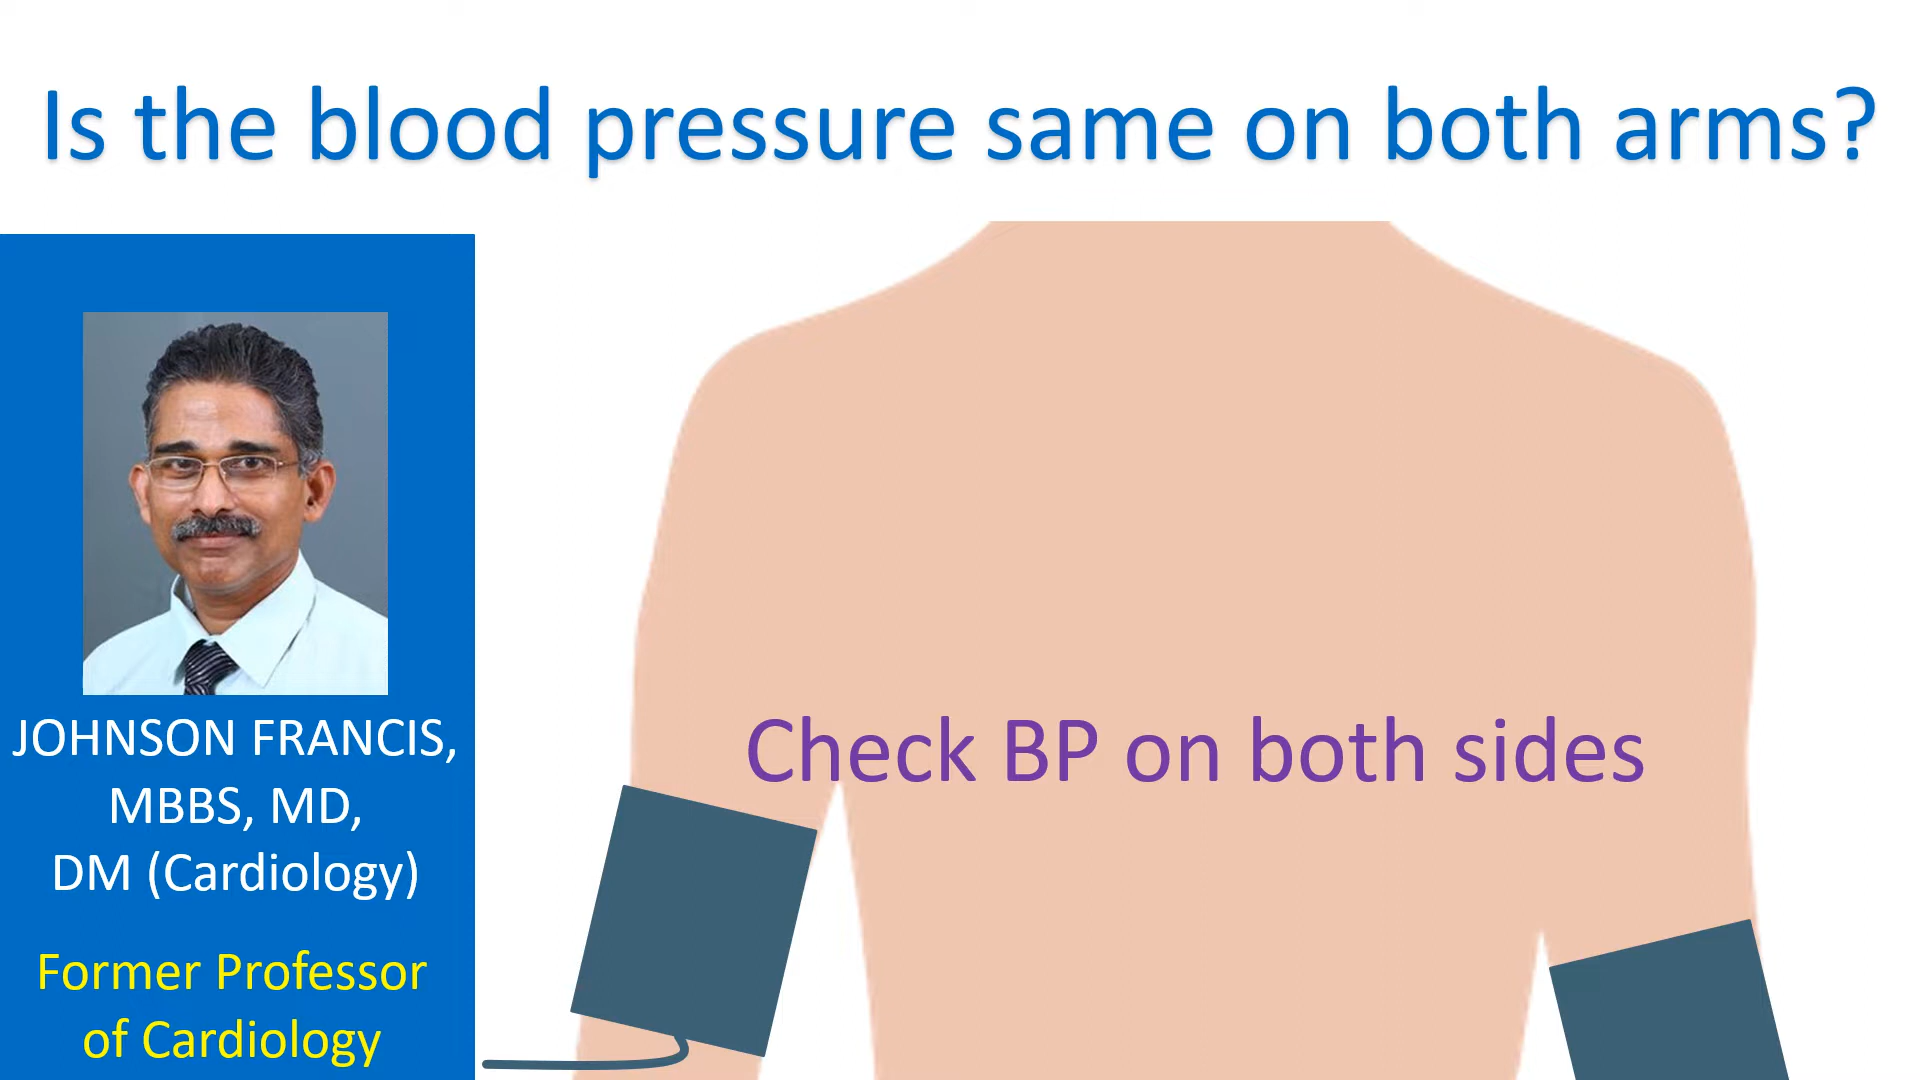 Is the blood pressure same on both arms?
JOHNSON FRANCIS,
MBBS, MD,
DM (Cardiology)
Former Professor
of Cardiology
Check BP on both sides